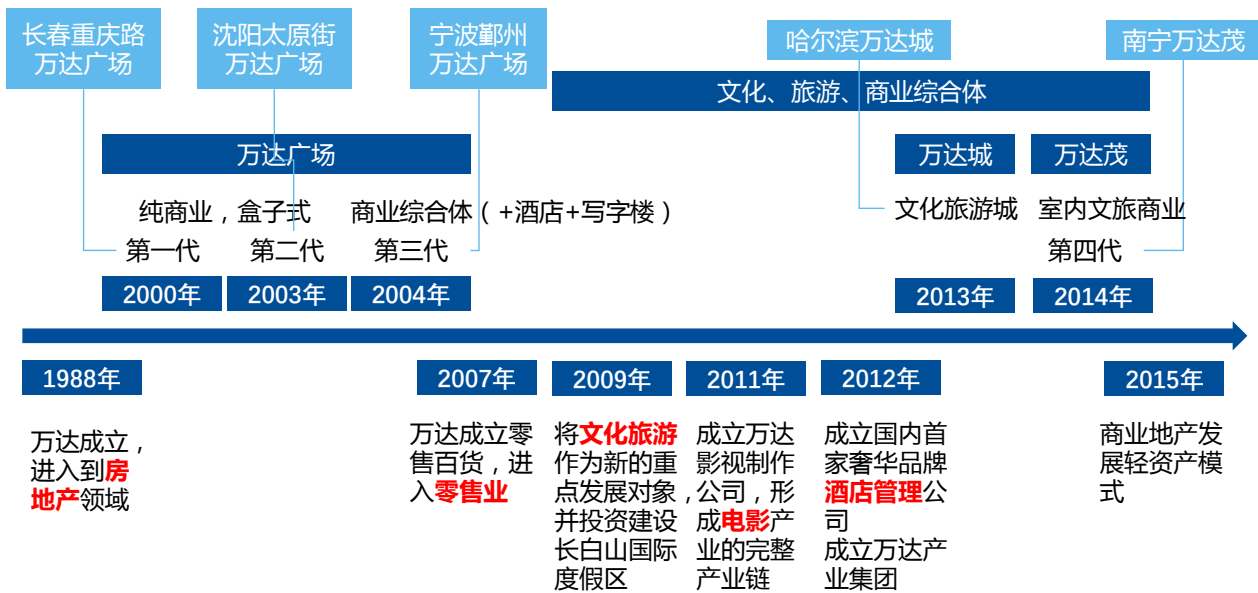 长春重庆路
万达广场
沈阳太原街
万达广场
宁波鄞州
万达广场
哈尔滨万达城
南宁万达茂
文化、旅游、商业综合体
万达广场
万达城
万达茂
纯商业，盒子式
商业综合体（+酒店+写字楼）
文化旅游城
室内文旅商业
第一代
第二代
第三代
第四代
2000年
2003年
2004年
2013年
2014年
1988年
2007年
2009年
2011年
2012年
2015年
万达成立，
进入到房
地产领域
万达成立零
售百货，进
入零售业
将文化旅游
作为新的重
点发展对象，
并投资建设
长白山国际
度假区
成立万达
影视制作
公司，形
成电影产
业的完整
产业链
成立国内首
家奢华品牌
酒店管理公
司
成立万达产
业集团
商业地产发
展轻资产模
式